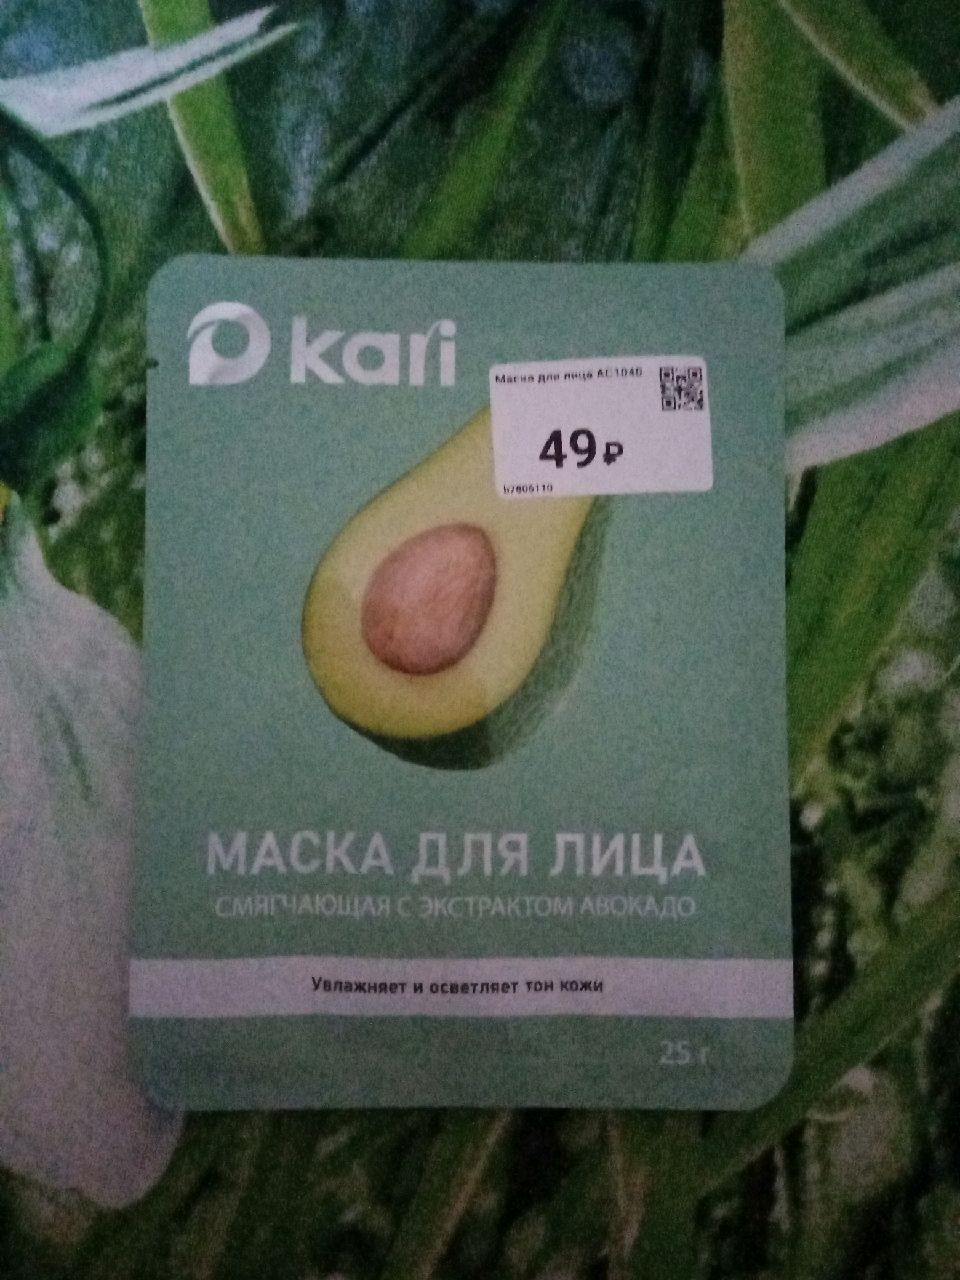 kari
Маска для лица AC1040
49 ₽
МАСКА ДЛЯ ЛИЦА
СМЯГЧАЮЩАЯ С ЭКСТРАКТОМ АВОКАДО
Увлажняет и осветляет тон кожи
25 г